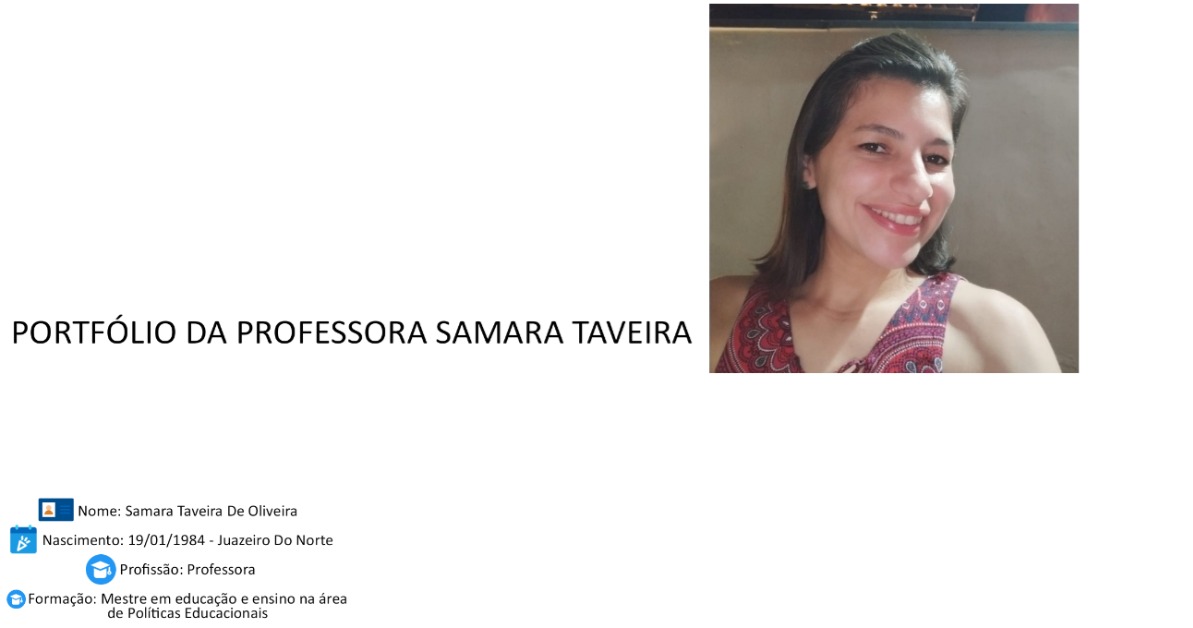 PORTFÓLIO DA PROFESSORA SAMARA TAVEIRA
Nome: Samara Taveira De Oliveira
Nascimento: 19/01/1984 - Juazeiro Do Norte
Profissão: Professora
Formação: Mestre em educação e ensino na área
de Políticas Educacionais